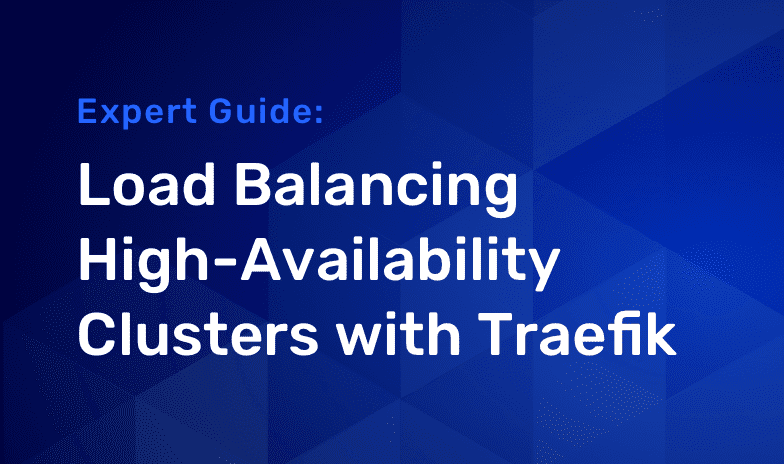 Expert Guide:
Load Balancing
High-Availability
Clusters with Traefik